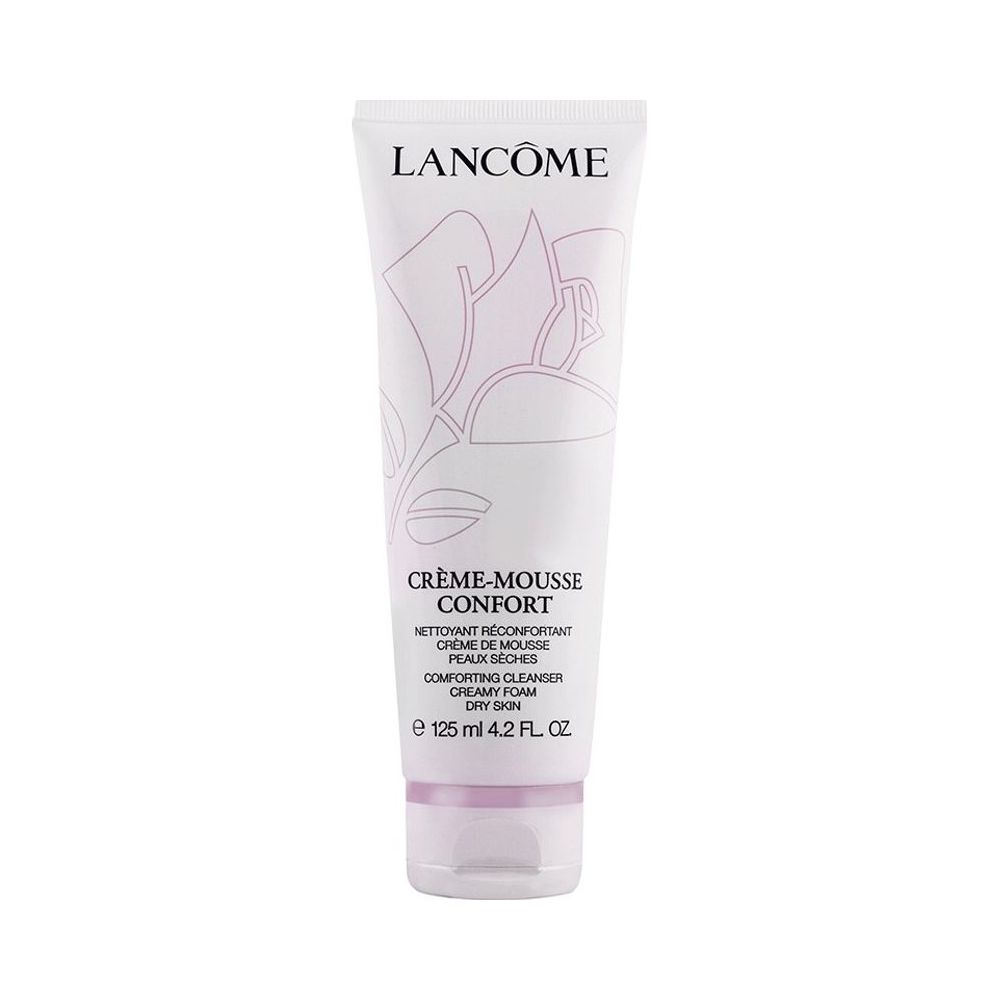 LANCÔME
CRÈME-MOUSSE
CONFORT
NETTOYANT RÉCONFORTANT
CRÈME DE MOUSSE
PEAUX SÈCHES
COMFORTING CLEANSER
CREAMY FOAM
DRY SKIN
℮ 125 ml 4.2 FL. OZ.